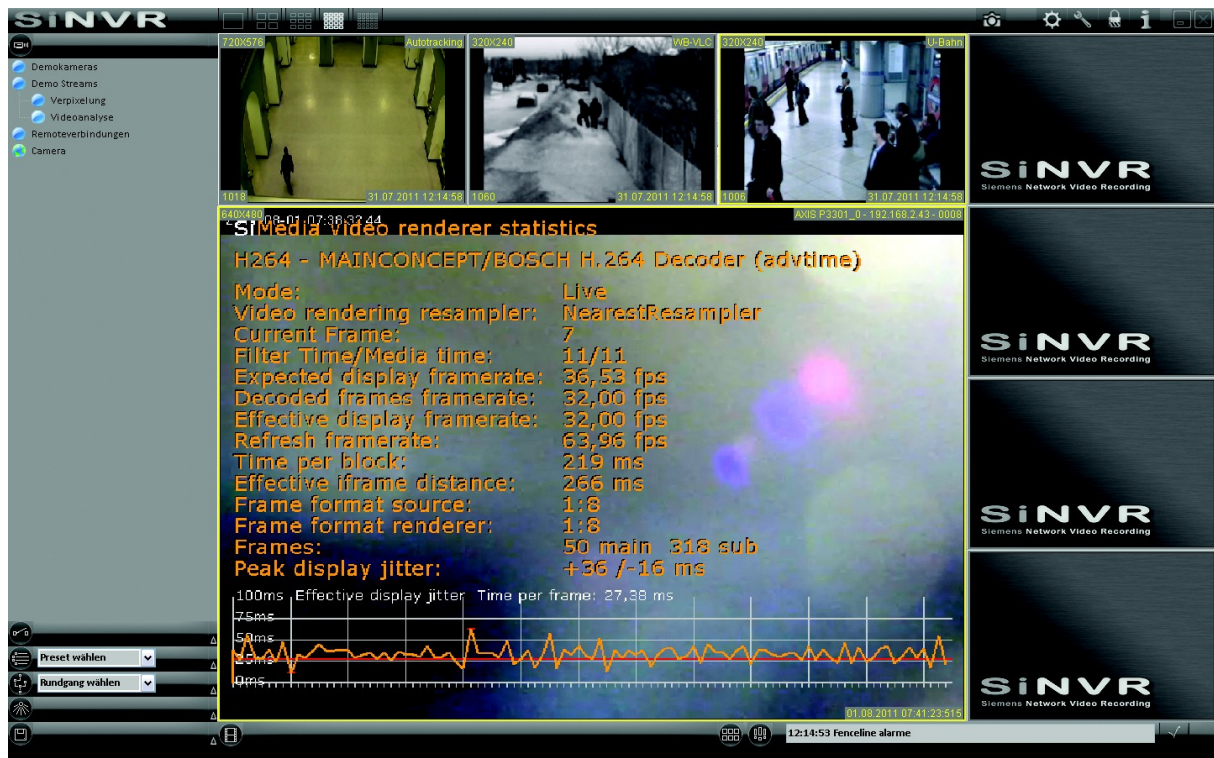 SiNVR
720X576 Autotracking
320X240 WB-VLC
320X240 U-Bahn
Demokameras
Demo Streams
Verpixelung
Videoanalyse
Remoteverbindungen
Camera
1018 31.07.2011 12:14:58
1060 31.07.2011 12:14:58
1006 31.07.2011 12:14:58
SiNVR
Siemens Network Video Recording
640X480 AXIS P3301_0 - 192.168.2.43 - 0008
SiMedia video renderer statistics
H264 - MAINCONCEPT/BOSCH H.264 Decoder (advtime)
Mode: Live
Video rendering resampler: NearestResampler
Current Frame: 7
Filter Time/Media time: 11/11
Expected display framerate: 36,53 fps
Decoded frames framerate: 32,00 fps
Effective display framerate: 32,00 fps
Refresh framerate: 63,96 fps
Time per block: 219 ms
Effective iframe distance: 266 ms
Frame format source: 1:8
Frame format renderer: 1:8
Frames: 50 main 318 sub
Peak display jitter: +36 /-16 ms
SiNVR
Siemens Network Video Recording
SiNVR
Siemens Network Video Recording
100ms Effective display jitter Time per frame: 27,38 ms
75ms
50ms
25ms
0ms
Preset wählen
Rundgang wählen
SiNVR
Siemens Network Video Recording
01.08.2011 07:41:23:515
12:14:53 Fenceline alarme